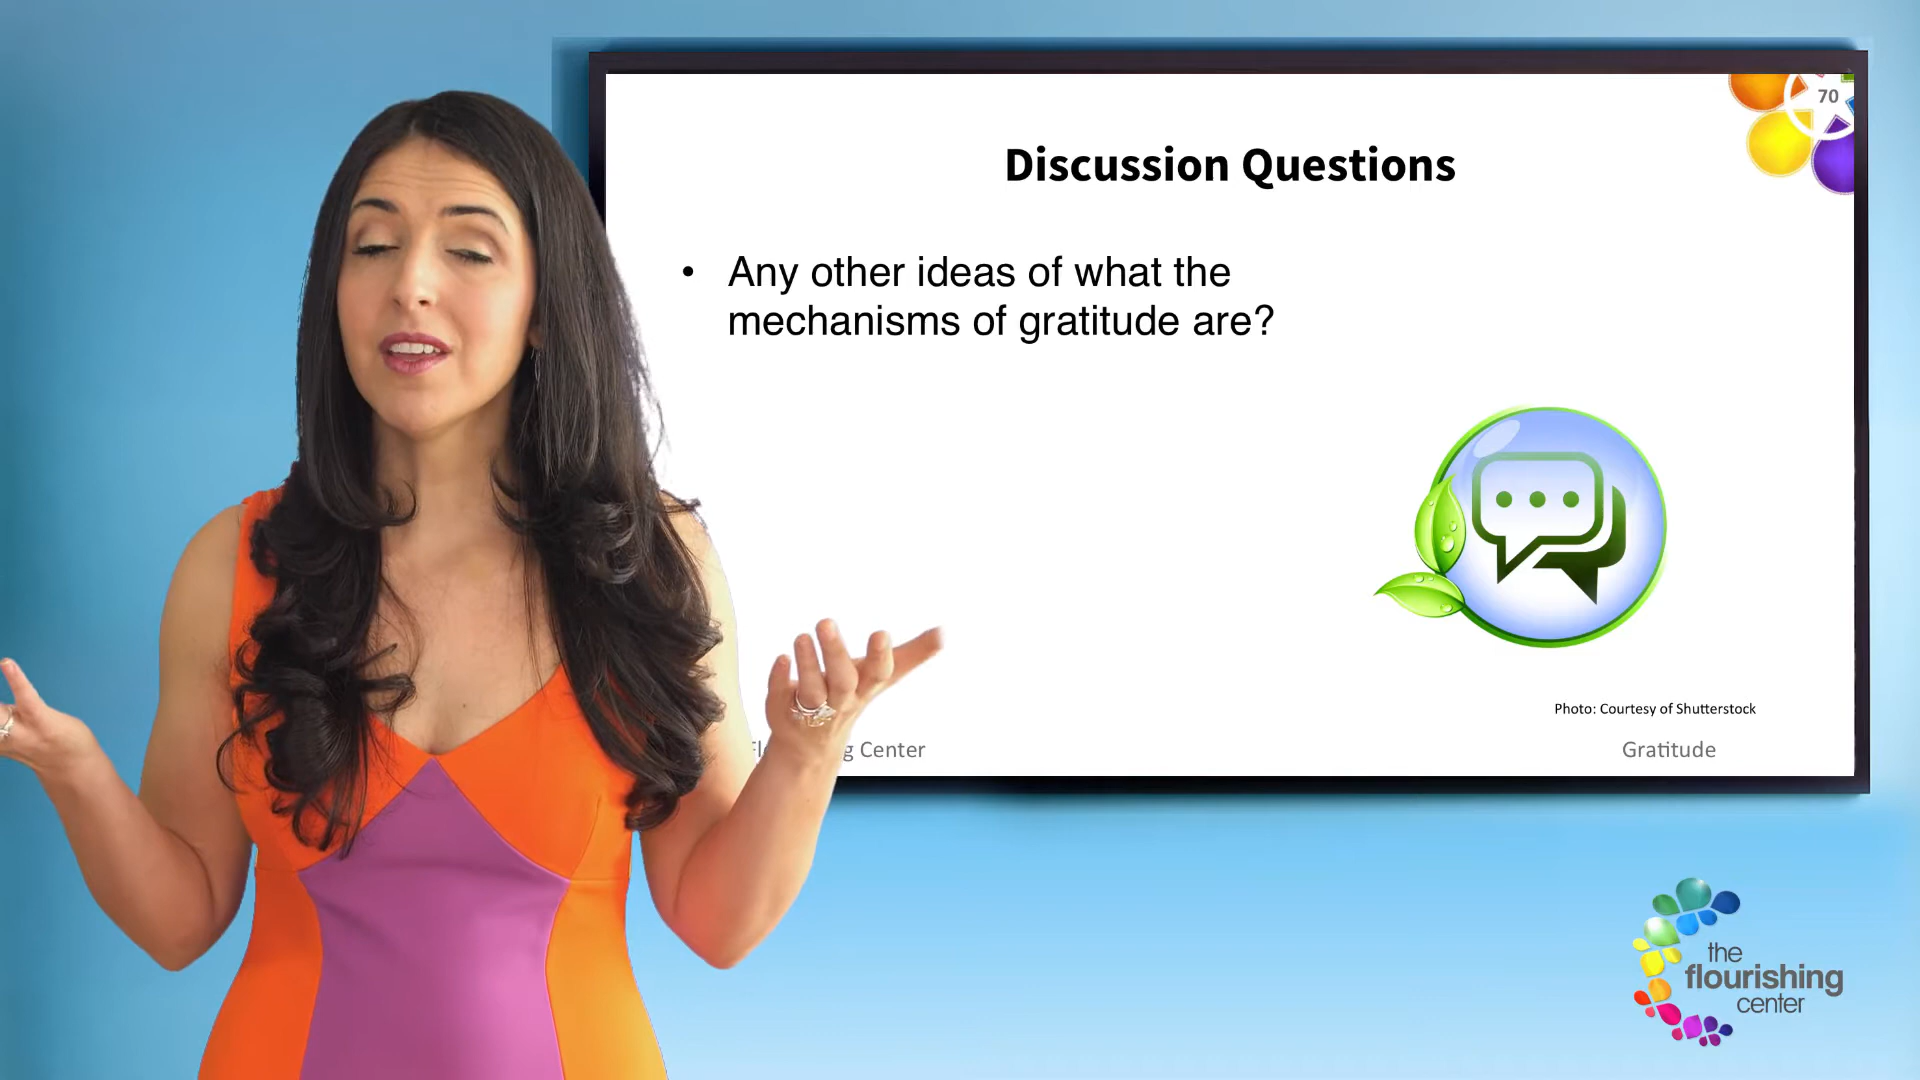 70
Discussion Questions
• Any other ideas of what the
mechanisms of gratitude are?
Photo: Courtesy of Shutterstock
Center
Gratitude
the
flourishing
center